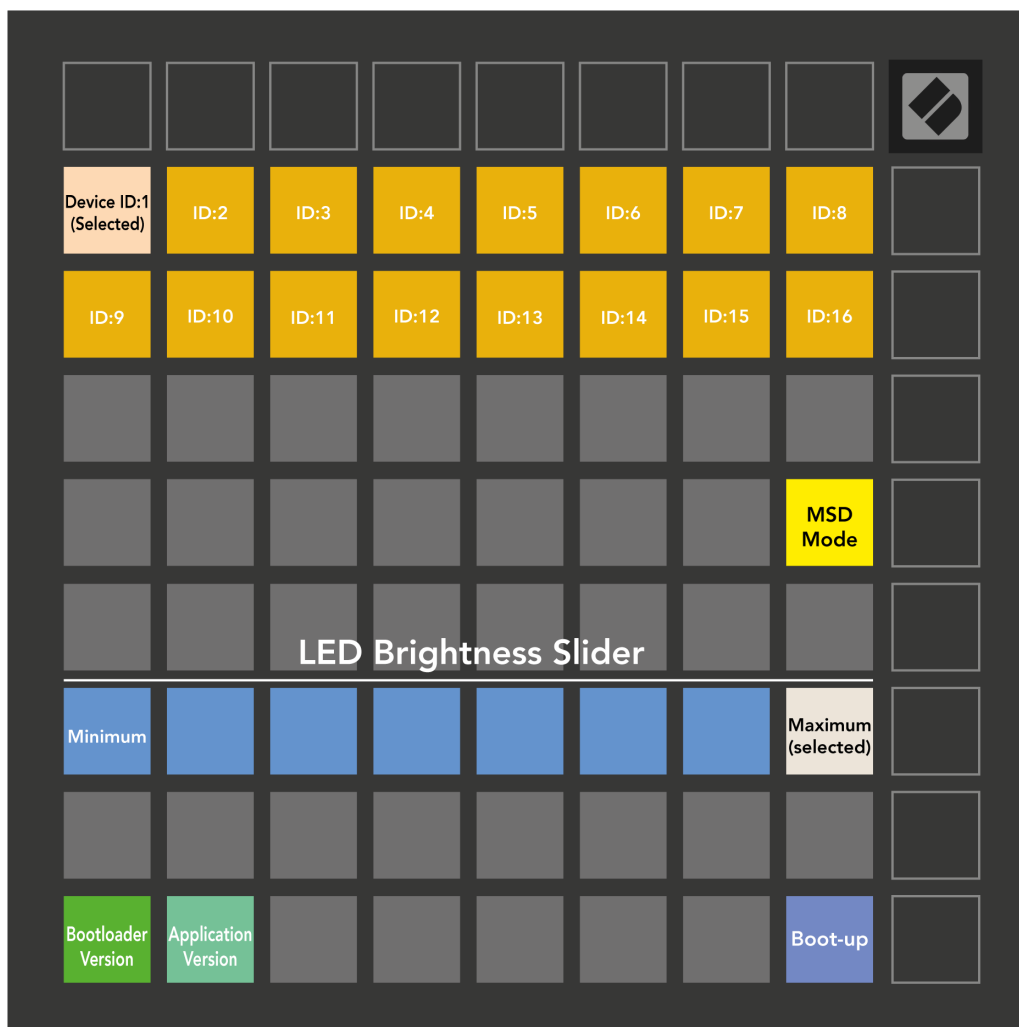 Device ID:1
(Selected)
ID:2
ID:3
ID:4
ID:5
ID:6
ID:7
ID:8
ID:9
ID:10
ID:11
ID:12
ID:13
ID:14
ID:15
ID:16
MSD
Mode
LED Brightness Slider
Minimum
Maximum
(selected)
Bootloader
Version
Application
Version
Boot-up